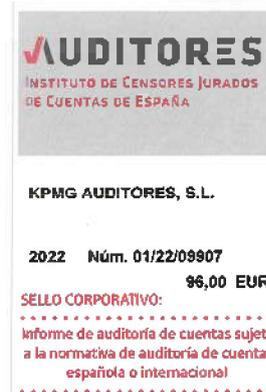 AUDITORES
INSTITUTO DE CENSORES JURADOS
DE CUENTAS DE ESPAÑA
KPMG AUDITORES, S.L.
2022 Núm. 01/22/09907
96,00 EUR
SELLO CORPORATIVO:
Informe de auditoría de cuentas sujet
a la normativa de auditoría de cuenta
española o internacional